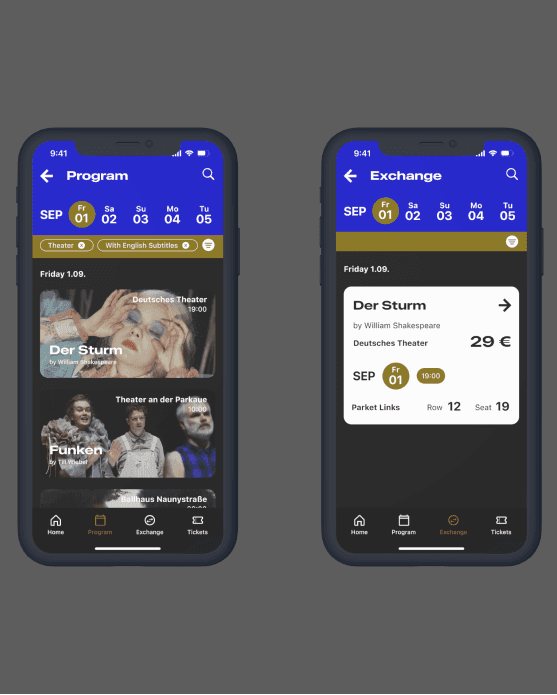 9:41
Program
SEP
Fr Sa Su Mo Tu
01 02 03 04 05
Theater
With English Subtitles
Friday 1.09.
Deutsches Theater
19:00
Der Sturm
by William Shakespeare
Theater an der Parkaue
10:00
Funken
by Till Wiebel
Ballhaus Naunystraße
Home Program Exchange Tickets
9:41
Exchange
SEP
Fr Sa Su Mo Tu
01 02 03 04 05
Friday 1.09.
Der Sturm
by William Shakespeare
Deutsches Theater 29 €
SEP
Fr
01
19:00
Parket Links Row 12 Seat 19
Home Program Exchange Tickets